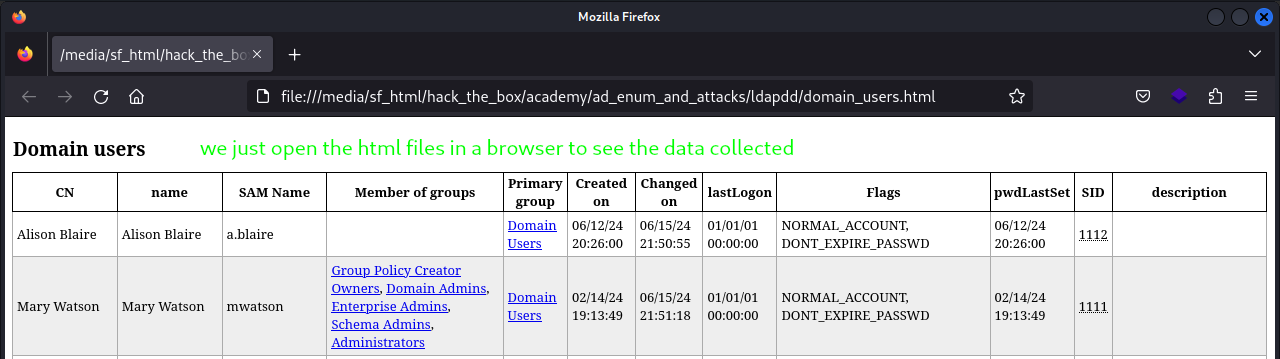 Mozilla Firefox
/media/sf_html/hack_the_bo
file:///media/sf_html/hack_the_box/academy/ad_enum_and_attacks/ldapdd/domain_users.html
Domain users we just open the html files in a browser to see the data collected
CN name SAM Name Member of groups Primary group Created on Changed on lastLogon Flags pwdLastSet SID description
Alison Blaire Alison Blaire a.blaire Domain Users 06/12/24 20:26:00 06/15/24 21:50:55 01/01/01 00:00:00 NORMAL_ACCOUNT, DONT_EXPIRE_PASSWD 06/12/24 20:26:00 1112
Mary Watson Mary Watson mwatson Group Policy Creator Owners, Domain Admins, Enterprise Admins, Schema Admins, Administrators Domain Users 02/14/24 19:13:49 06/15/24 21:51:18 01/01/01 00:00:00 NORMAL_ACCOUNT, DONT_EXPIRE_PASSWD 02/14/24 19:13:49 1111